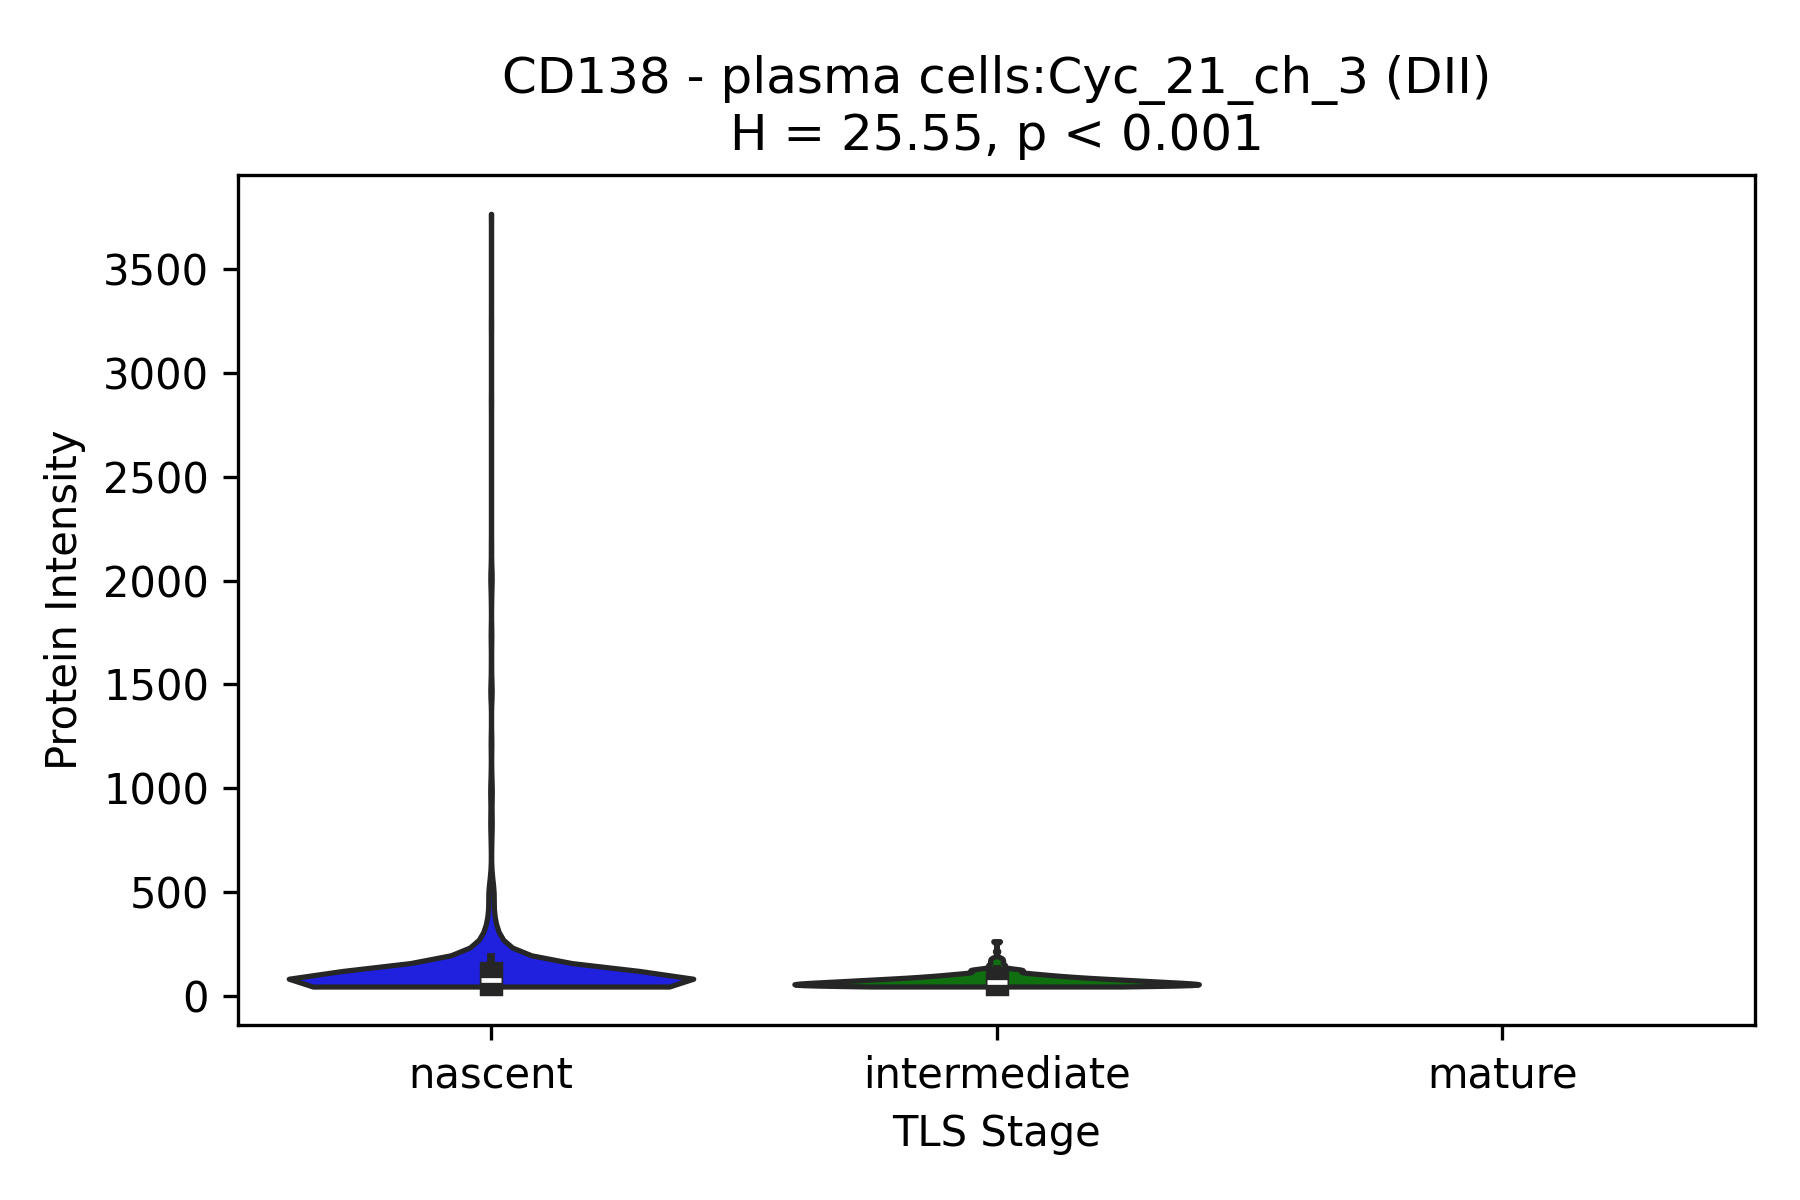 CD138 - plasma cells:Cyc_21_ch_3 (DII)
H = 25.55, p < 0.001
Protein Intensity
3500
3000
2500
2000
1500
1000
500
0
nascent
intermediate
mature
TLS Stage